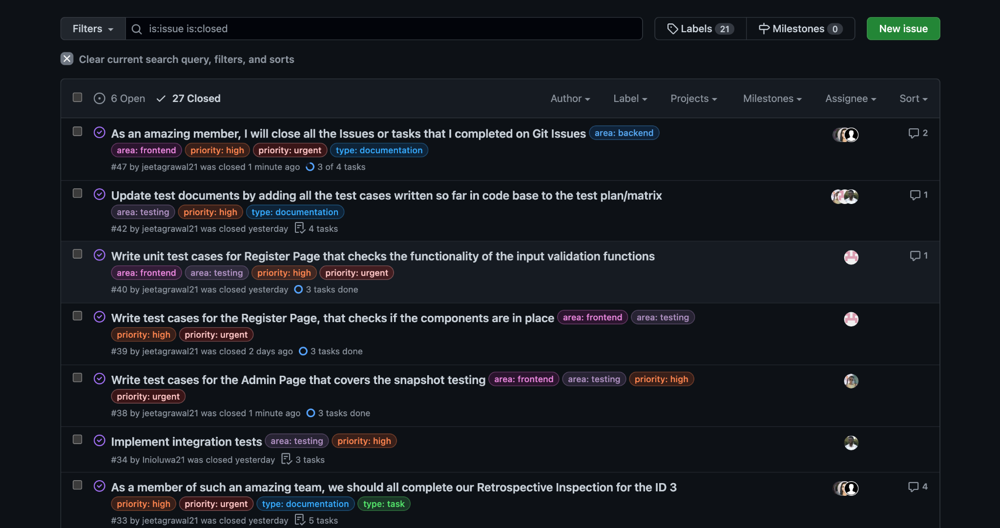 Filters is:issue is:closed Labels 21 Milestones 0 New issue
Clear current search query, filters, and sorts
6 Open 27 Closed Author Label Projects Milestones Assignee Sort
As an amazing member, I will close all the Issues or tasks that I completed on Git Issues area: backend 2
area: frontend priority: high priority: urgent type: documentation
#47 by jeetagrawal21 was closed 1 minute ago 3 of 4 tasks
Update test documents by adding all the test cases written so far in code base to the test plan/matrix 1
area: testing priority: high type: documentation
#42 by jeetagrawal21 was closed yesterday 4 tasks
Write unit test cases for Register Page that checks the functionality of the input validation functions 1
area: frontend area: testing priority: high priority: urgent
#40 by jeetagrawal21 was closed yesterday 3 tasks done
Write test cases for the Register Page, that checks if the components are in place area: frontend area: testing
priority: high priority: urgent
#39 by jeetagrawal21 was closed 2 days ago 3 tasks done
Write test cases for the Admin Page that covers the snapshot testing area: frontend area: testing priority: high
priority: urgent
#38 by jeetagrawal21 was closed 1 minute ago 3 tasks done
Implement integration tests area: testing priority: high
#34 by Inioluwa21 was closed yesterday 3 tasks
As a member of such an amazing team, we should all complete our Retrospective Inspection for the ID 3 4
priority: high priority: urgent type: documentation type: task
#33 by jeetagrawal21 was closed yesterday 5 tasks